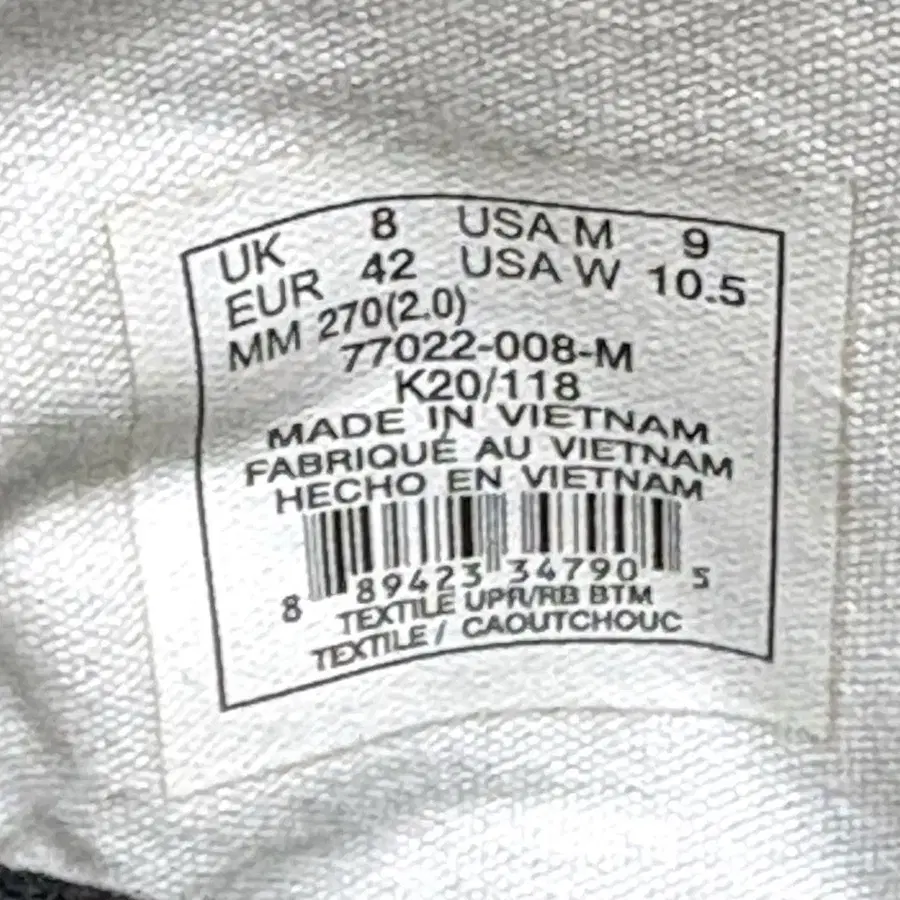 UK 8 USA M 9
EUR 42 USA W 10.5
MM 270(2.0)
77022-008-M
K20/118
MADE IN VIETNAM
FABRIQUÉ AU VIETNAM
HECHO EN VIETNAM
8 89423 34790 5
TEXTILE UPR/RB BTM
TEXTILE / CAOUTCHOUC